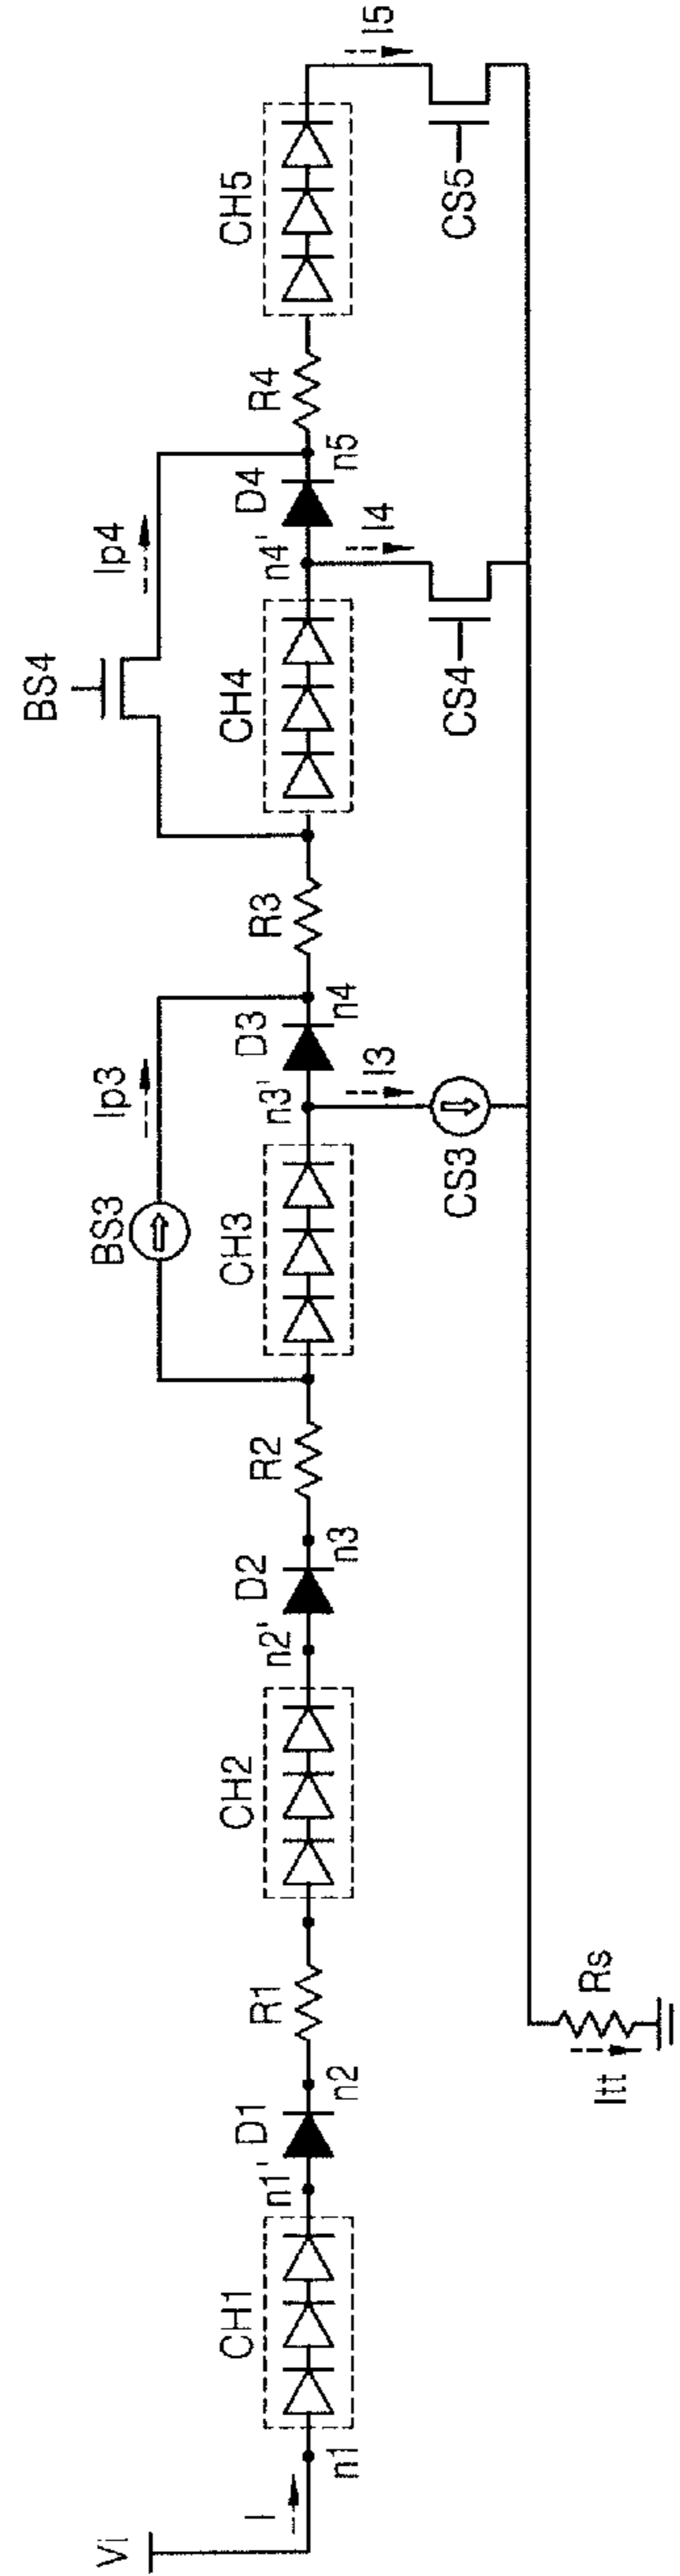 Vi
I
n1
CH1
n1'
D1
n2
R1
CH2
n2'
D2
n3
R2
BS3
Ip3
CH3
n3'
D3
n4
I3
CS3
R3
BS4
Ip4
CH4
n4'
D4
n5
I4
CS4
R4
CH5
I5
CS5
Itt
Rs